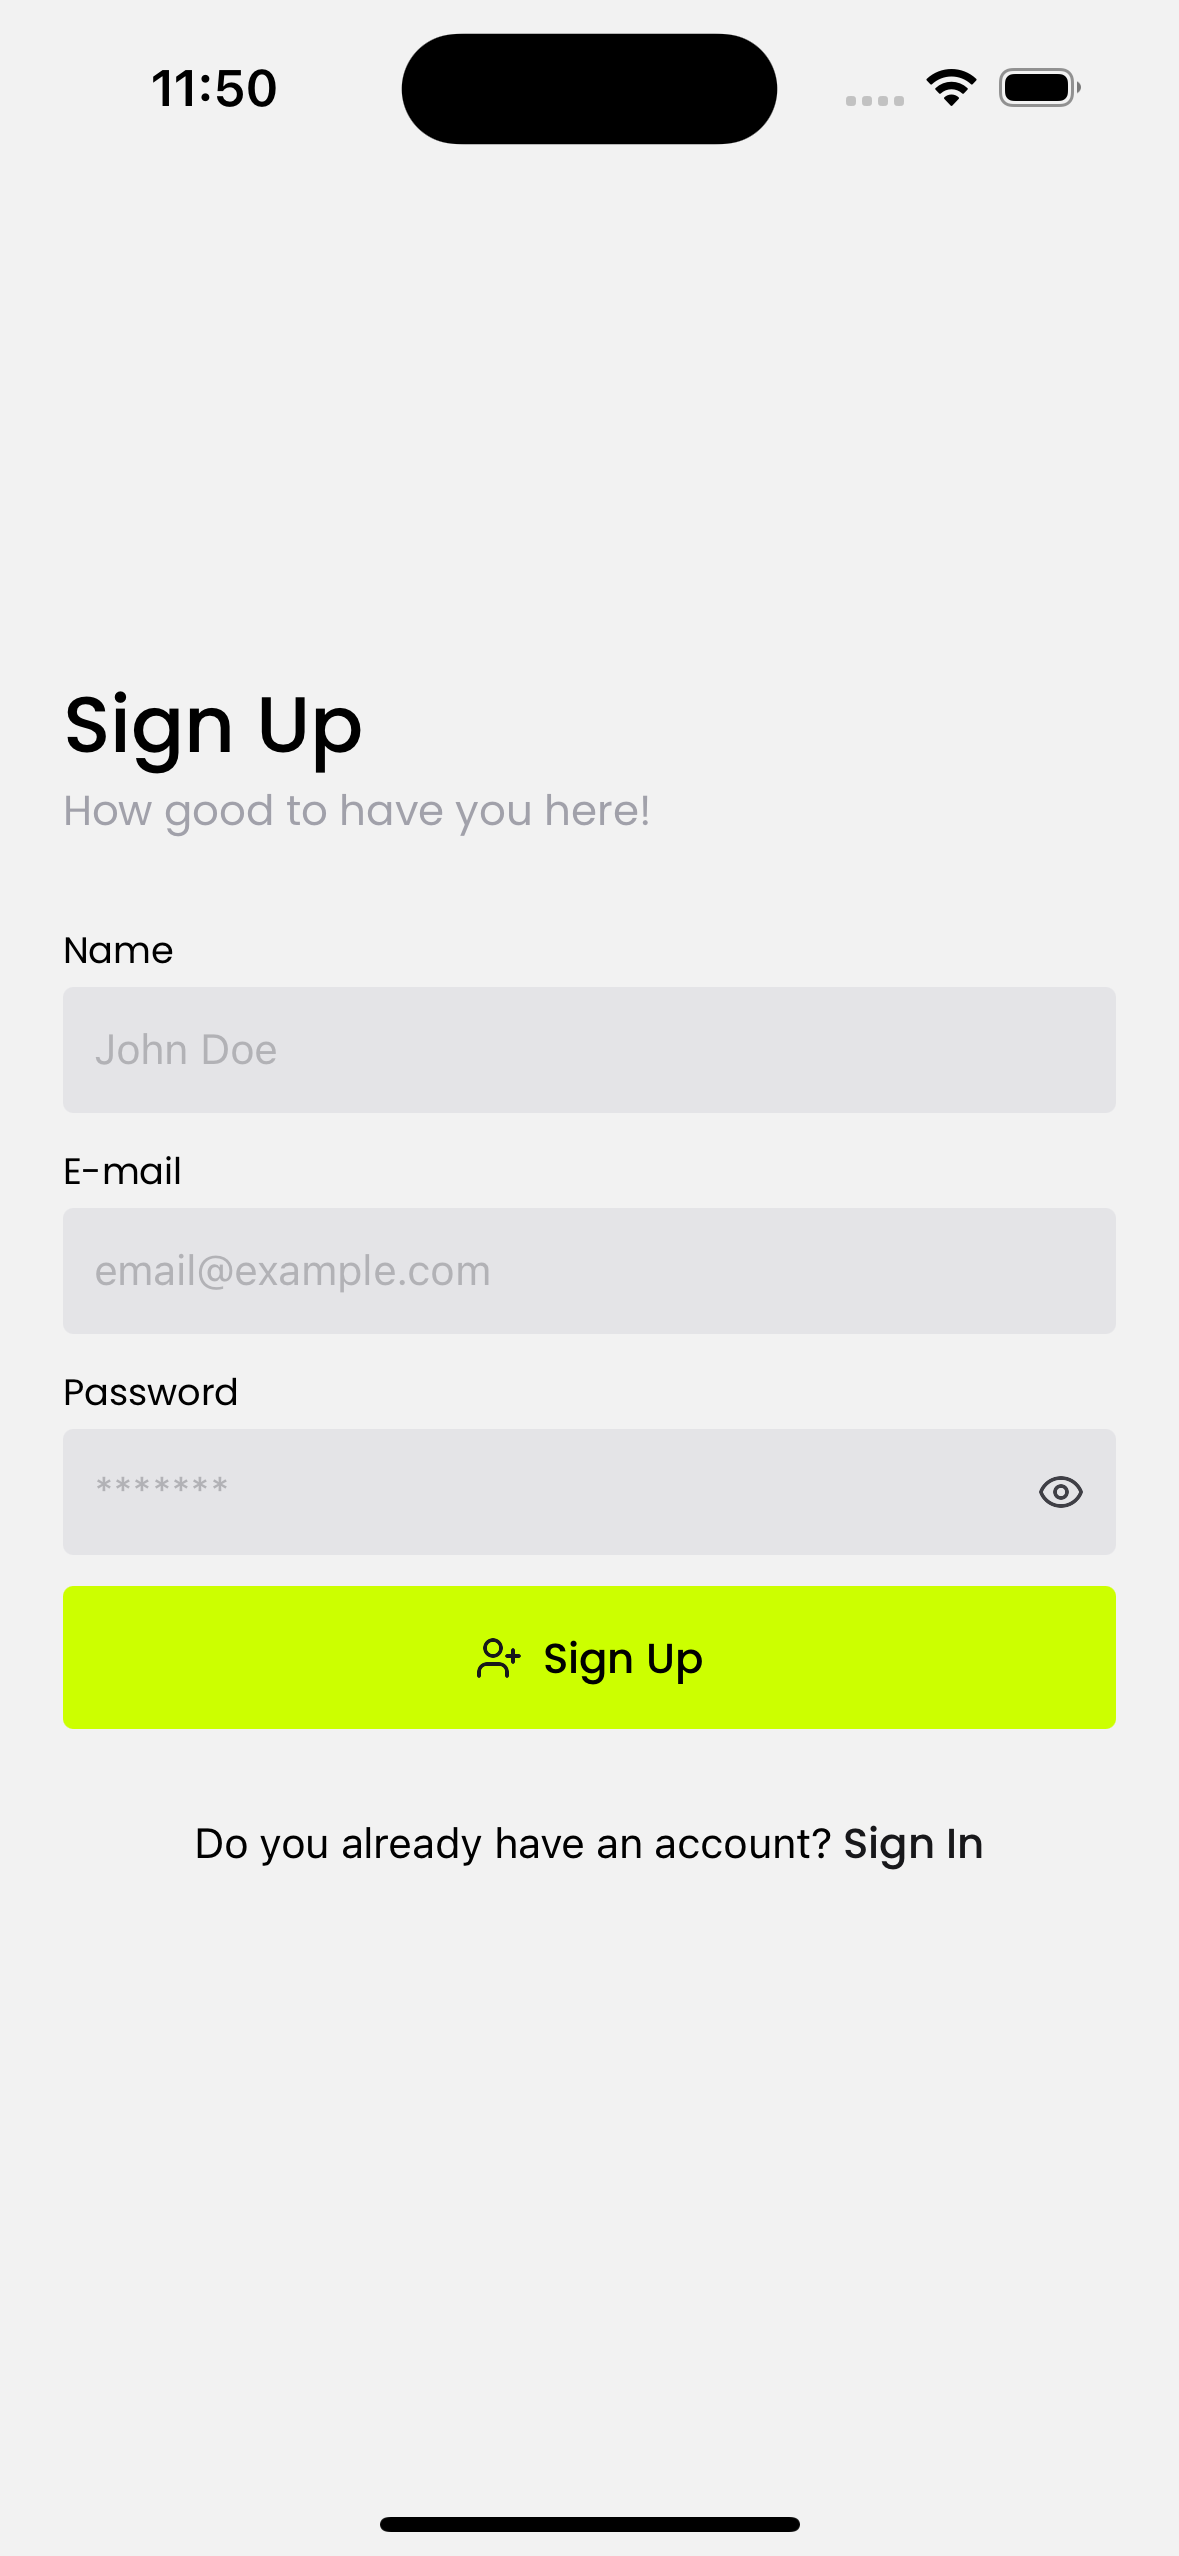 11:50
Sign Up
How good to have you here!
Name
John Doe
E-mail
email@example.com
Password
*******
Sign Up
Do you already have an account? Sign In